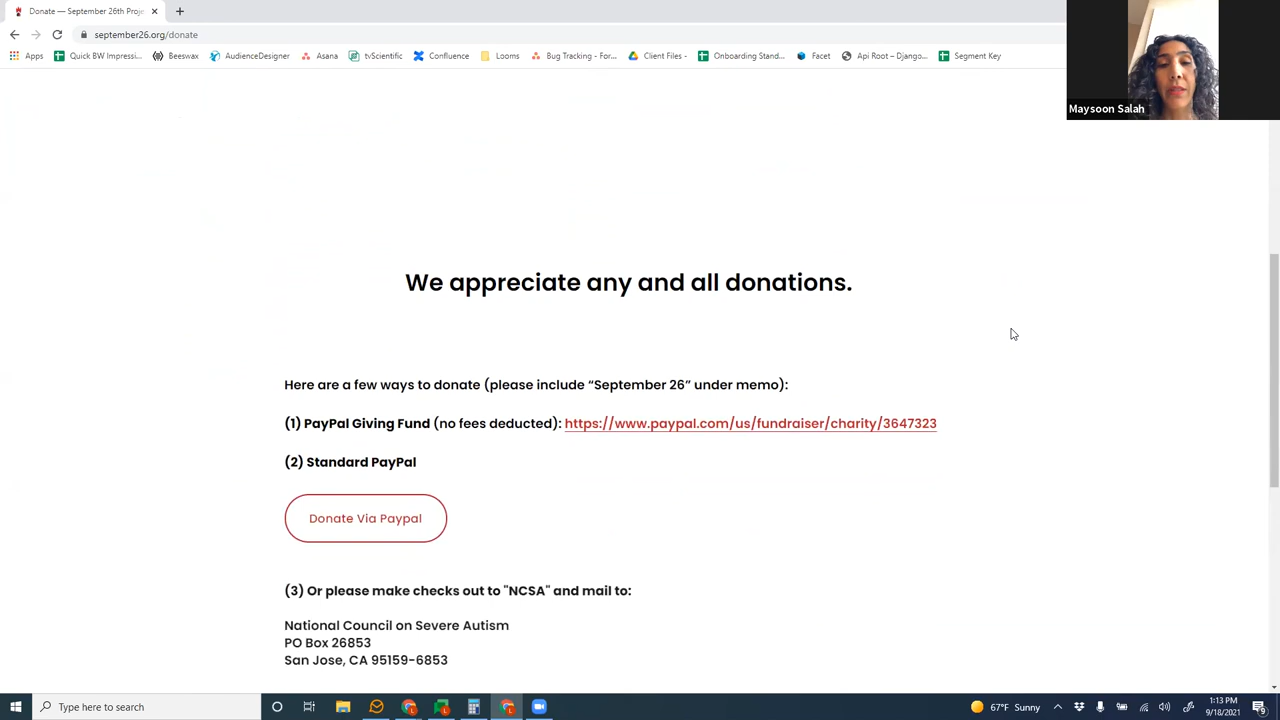 Donate — September 26th Proje
september26.org/donate
Apps
Quick BW Impressi...
Beeswax
AudienceDesigner
Asana
tvScientific
Confluence
Looms
Bug Tracking - For...
Client Files -
Onboarding Stand...
Facet
Api Root – Django...
Segment Key
Maysoon Salah
We appreciate any and all donations.
Here are a few ways to donate (please include “September 26” under memo):
(1) PayPal Giving Fund (no fees deducted): https://www.paypal.com/us/fundraiser/charity/3647323
(2) Standard PayPal
Donate Via Paypal
(3) Or please make checks out to "NCSA" and mail to:
National Council on Severe Autism
PO Box 26853
San Jose, CA 95159-6853
Type here to search
67°F Sunny
1:13 PM
9/18/2021
9